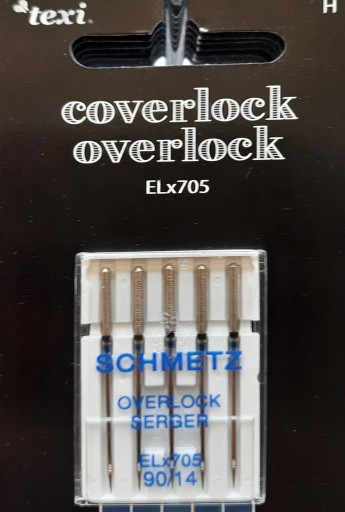 texi H
coverlock
overlock
ELx705
SCHMETZ
OVERLOCK
SERGER
ELx705
90/14